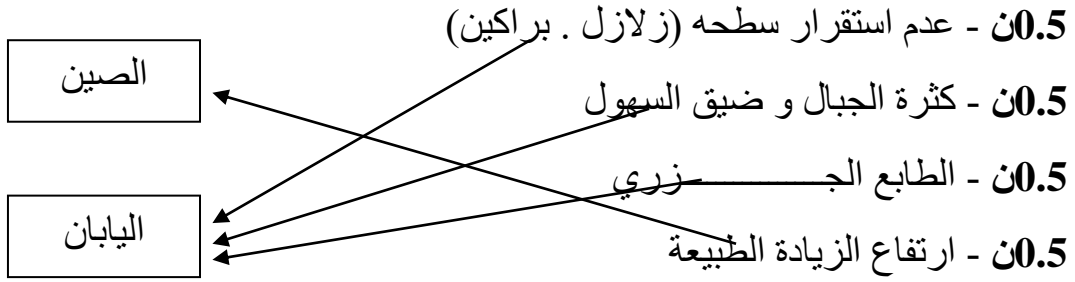 0.5ن - عدم استقرار سطحه (زلازل . براكين)
الصين
0.5ن - كثرة الجبال و ضيق السهول
0.5ن - الطابع الجـــــــــزري
اليابان
0.5ن - ارتفاع الزيادة الطبيعة